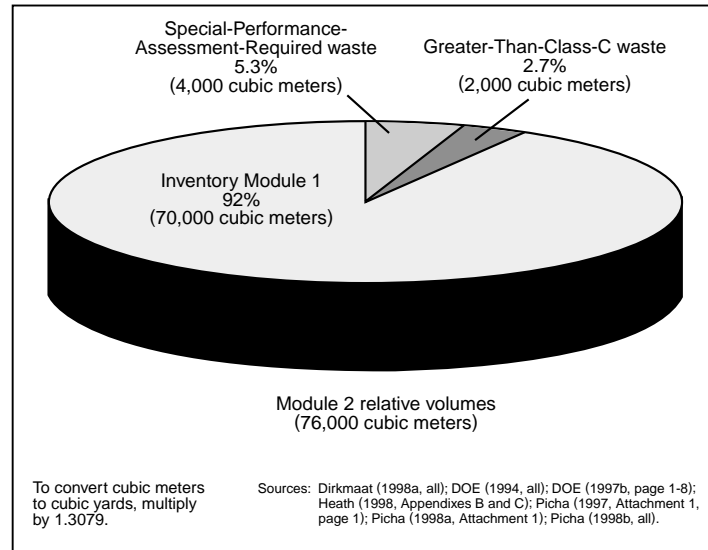 Special-Performance-
Assessment-Required waste
5.3%
(4,000 cubic meters)
Greater-Than-Class-C waste
2.7%
(2,000 cubic meters)
Inventory Module 1
92%
(70,000 cubic meters)
Module 2 relative volumes
(76,000 cubic meters)
To convert cubic meters
to cubic yards, multiply
by 1.3079.
Sources: Dirkmaat (1998a, all); DOE (1994, all); DOE (1997b, page 1-8);
Heath (1998, Appendixes B and C); Picha (1997, Attachment 1,
page 1); Picha (1998a, Attachment 1); Picha (1998b, all).